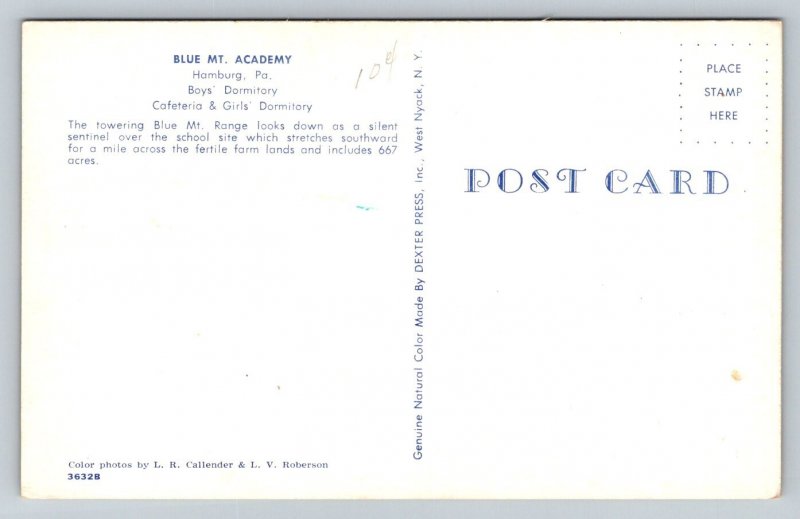 BLUE MT. ACADEMY
Hamburg, Pa.
Boys' Dormitory
Cafeteria & Girls' Dormitory
The towering Blue Mt. Range looks down as a silent
sentinel over the school site which stretches southward
for a mile across the fertile farm lands and includes 667
acres.
10¢
Color photos by L. R. Callender & L. V. Roberson
3632B
Genuine Natural Color Made By DEXTER PRESS, Inc., West Nyack, N. Y.
PLACE
STAMP
HERE
POST CARD